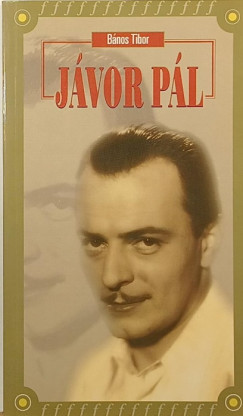 Bános Tibor
JÁVOR PÁL